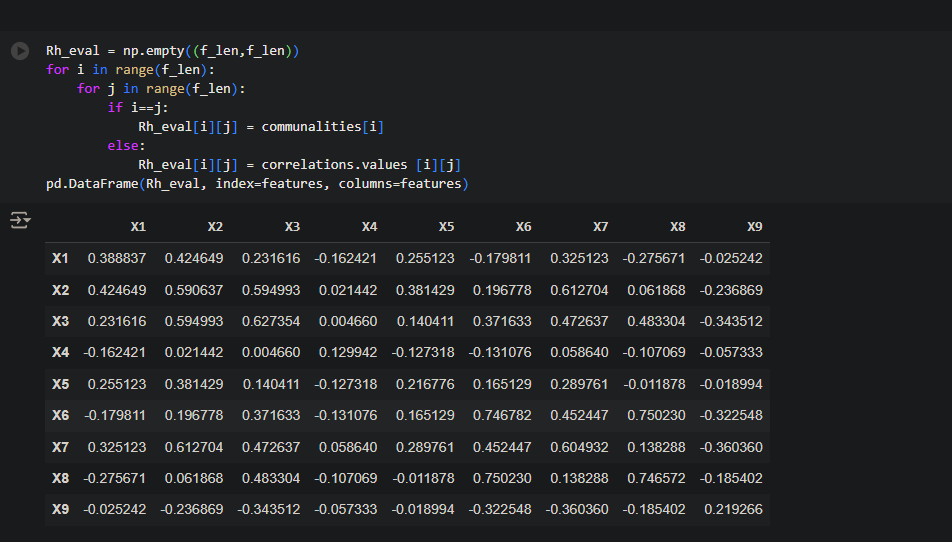 Rh_eval = np.empty((f_len,f_len))
for i in range(f_len):
    for j in range(f_len):
        if i==j:
            Rh_eval[i][j] = communalities[i]
        else:
            Rh_eval[i][j] = correlations.values [i][j]
pd.DataFrame(Rh_eval, index=features, columns=features)
X1 X2 X3 X4 X5 X6 X7 X8 X9
X1 0.388837 0.424649 0.231616 -0.162421 0.255123 -0.179811 0.325123 -0.275671 -0.025242
X2 0.424649 0.590637 0.594993 0.021442 0.381429 0.196778 0.612704 0.061868 -0.236869
X3 0.231616 0.594993 0.627354 0.004660 0.140411 0.371633 0.472637 0.483304 -0.343512
X4 -0.162421 0.021442 0.004660 0.129942 -0.127318 -0.131076 0.058640 -0.107069 -0.057333
X5 0.255123 0.381429 0.140411 -0.127318 0.216776 0.165129 0.289761 -0.011878 -0.018994
X6 -0.179811 0.196778 0.371633 -0.131076 0.165129 0.746782 0.452447 0.750230 -0.322548
X7 0.325123 0.612704 0.472637 0.058640 0.289761 0.452447 0.604932 0.138288 -0.360360
X8 -0.275671 0.061868 0.483304 -0.107069 -0.011878 0.750230 0.138288 0.746572 -0.185402
X9 -0.025242 -0.236869 -0.343512 -0.057333 -0.018994 -0.322548 -0.360360 -0.185402 0.219266